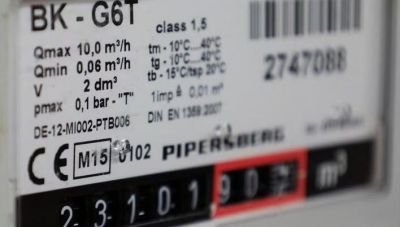 BK - G6T
class 1,5
Qmax 10,0 m³/h tm -10°C...40°C
Qmin 0,06 m³/h tg -10°C...40°C
V 2 dm³ tb -15°C/tsp 20°C
pmax 0,1 bar -"T" 1imp ≙ 0,01 m³
DE-12-MI002-PTB006 DIN EN 1359:2007
2747088
CE M15 0102 PIPERSBERG
2 3 1 0 1 9 0 m³